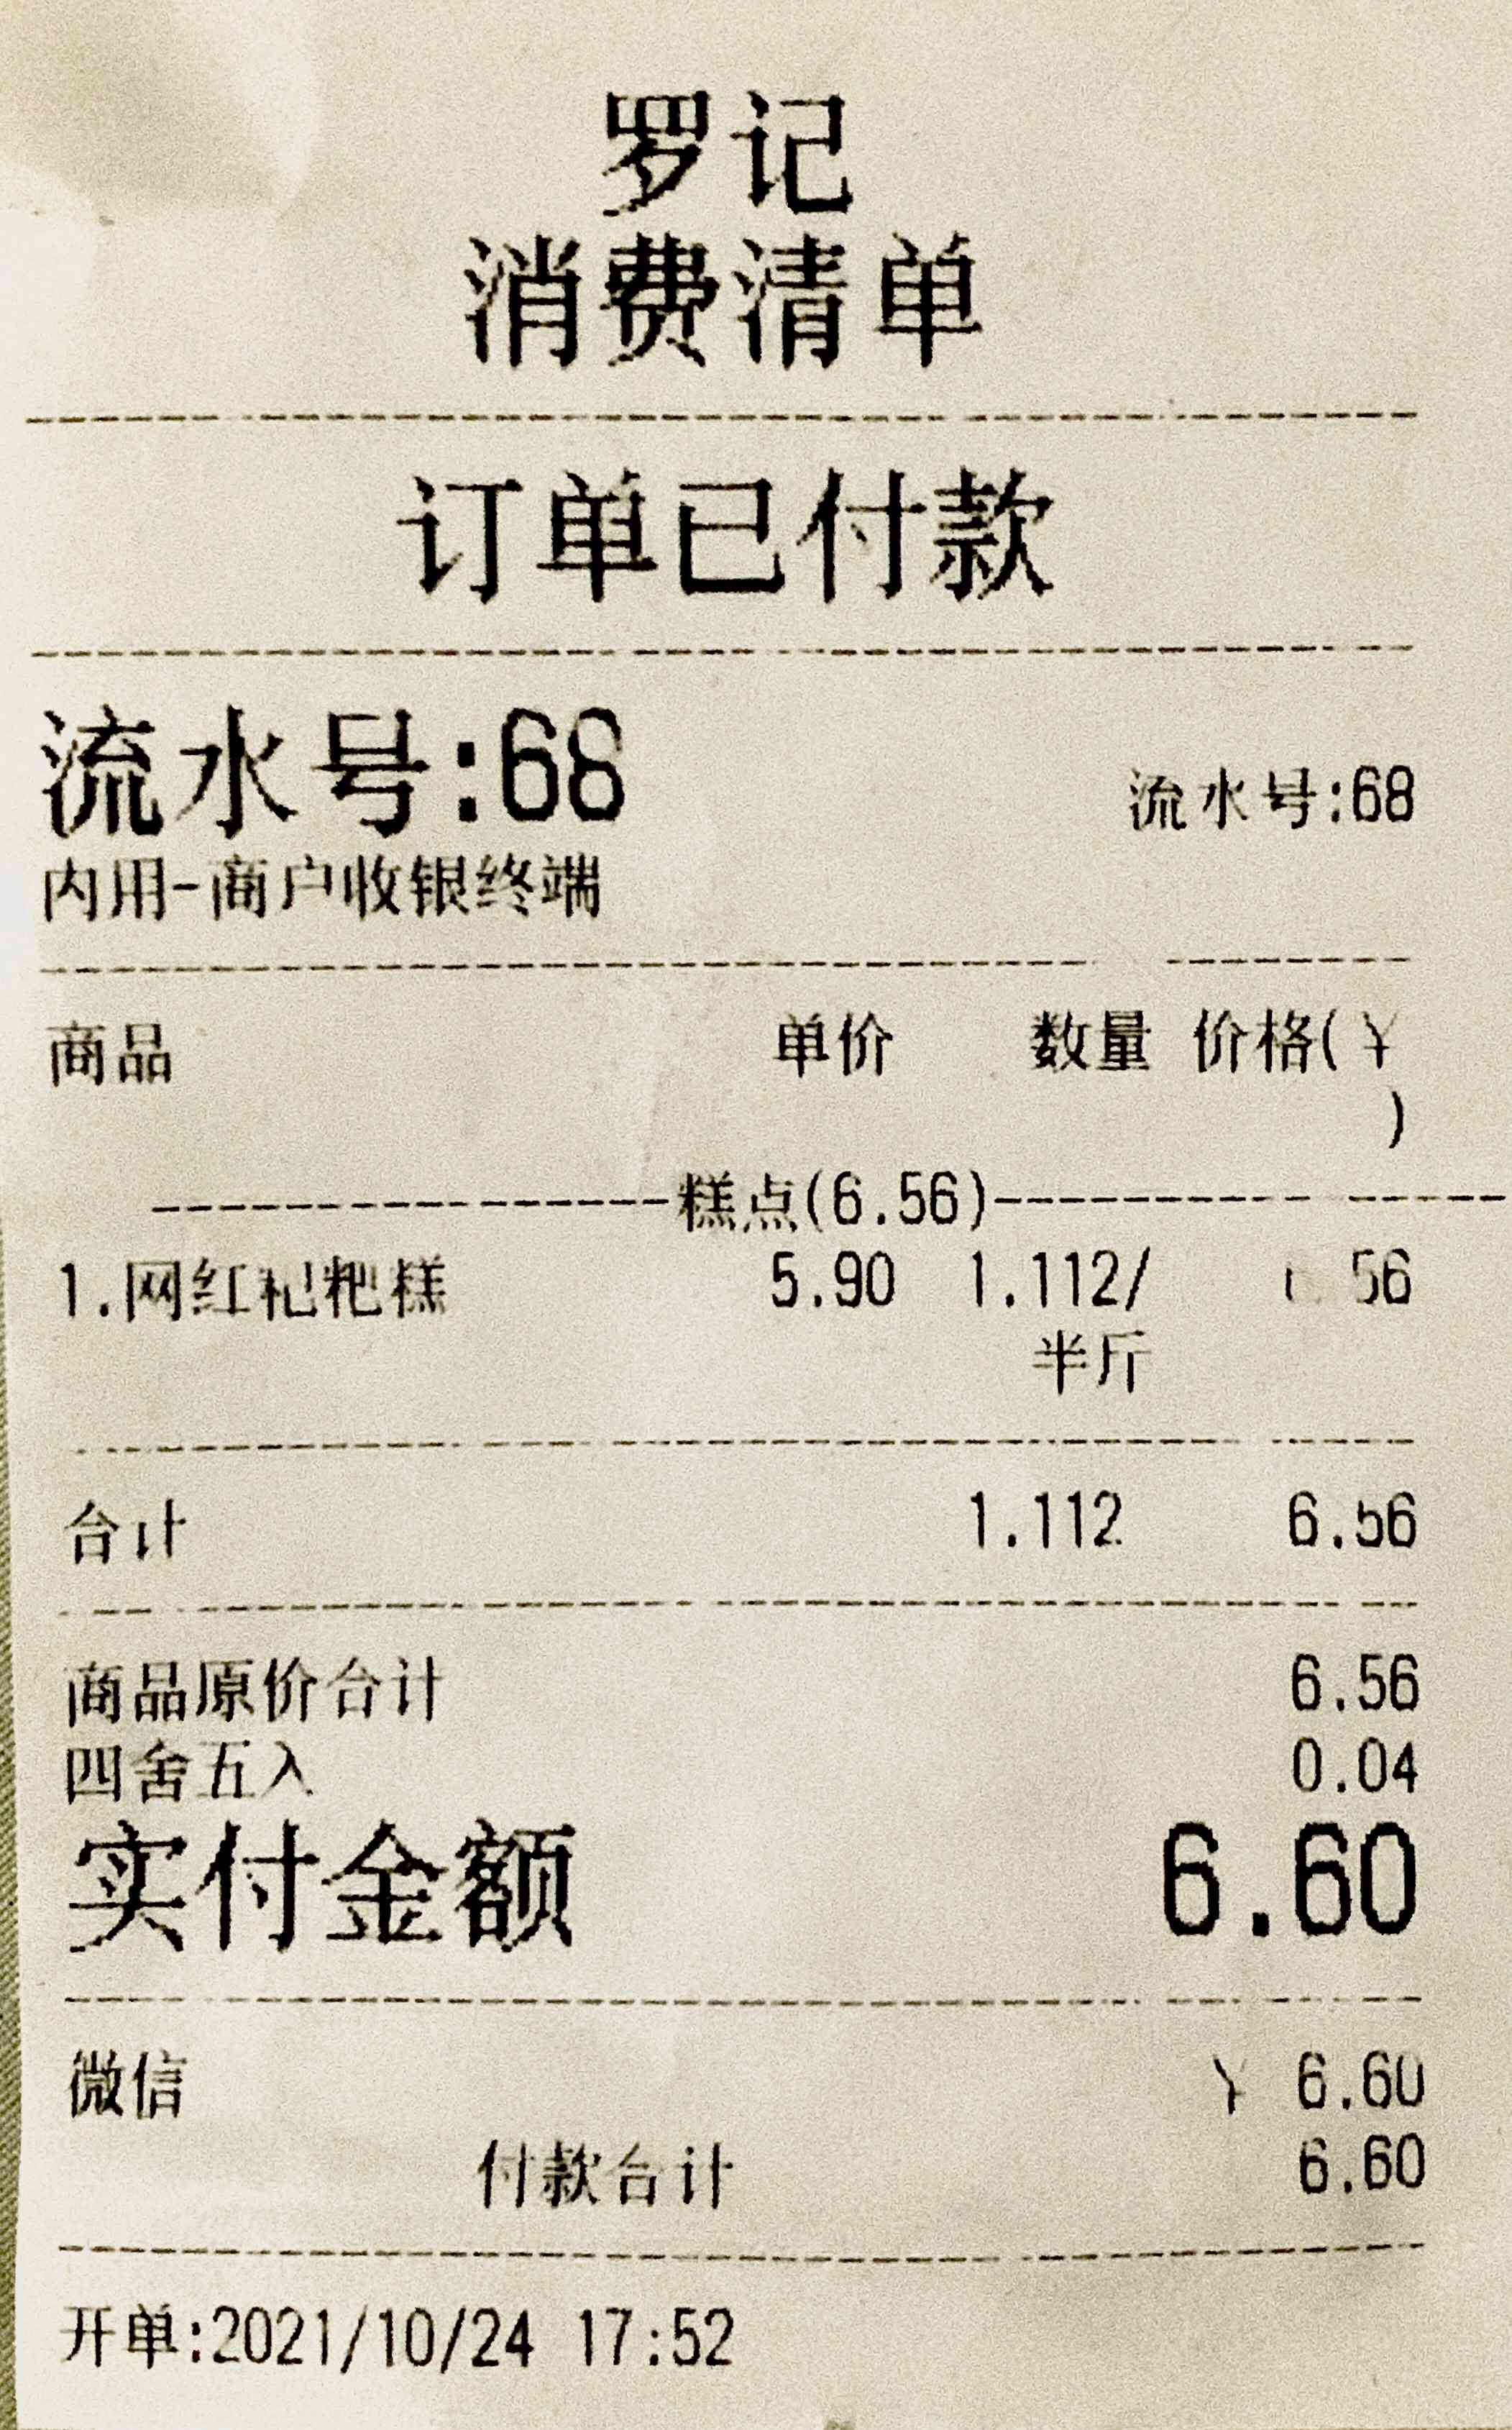 罗记
消费清单
订单已付款
流水号:68 流水号:68
内用-商户收银终端
商品 单价 数量 价格(¥
)
糕点(6.56)
1.网红粑粑糕 5.90 1.112/ 6.56
半斤
合计 1.112 6.56
商品原价合计 6.56
四舍五入 0.04
实付金额 6.60
微信 ¥ 6.60
付款合计 6.60
开单:2021/10/24 17:52